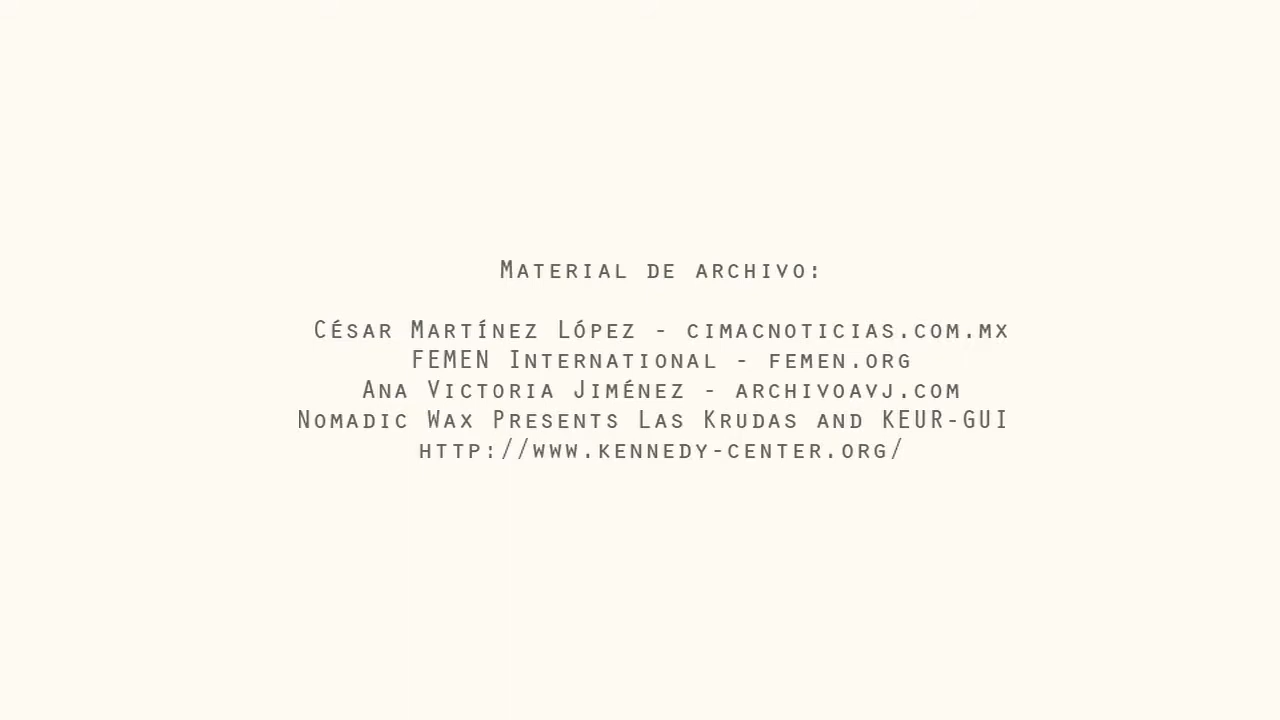 Material de archivo:
César Martínez López - cimacnoticias.com.mx
FEMEN International - femen.org
Ana Victoria Jiménez - archivoavj.com
Nomadic Wax Presents Las Krudas and KEUR-GUI
http://www.kennedy-center.org/